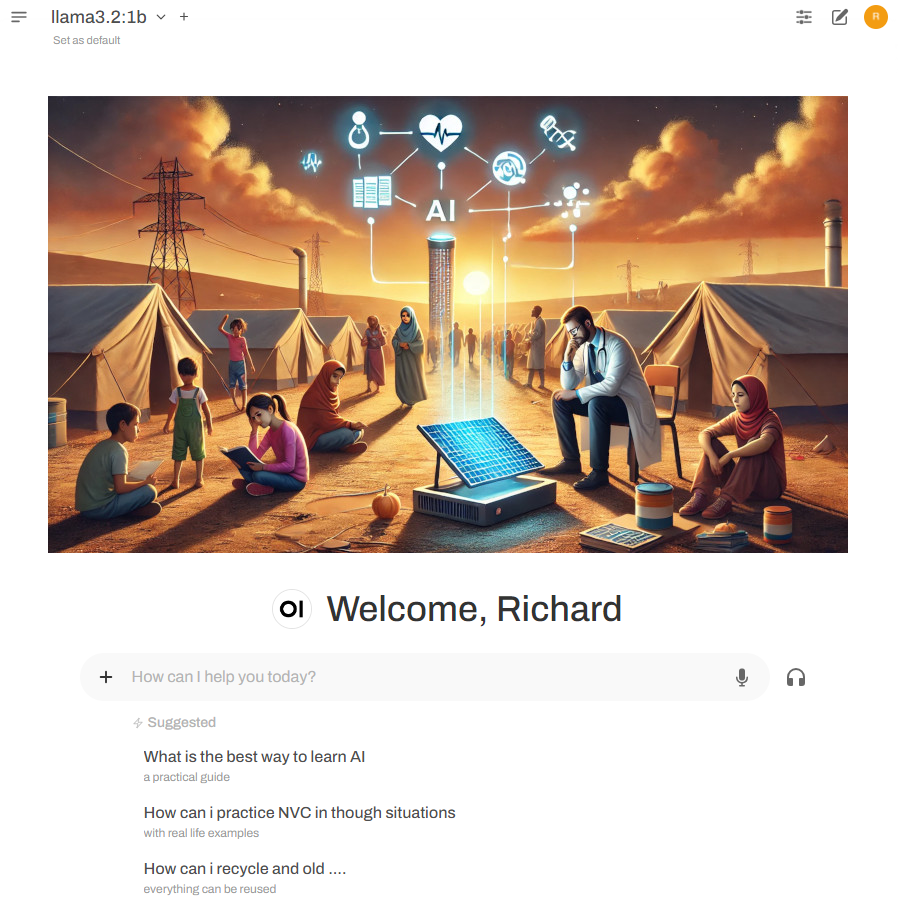 llama3.2:1b
Set as default
R
AI
OI Welcome, Richard
How can I help you today?
Suggested
What is the best way to learn AI
a practical guide
How can i practice NVC in though situations
with real life examples
How can i recycle and old ....
everything can be reused